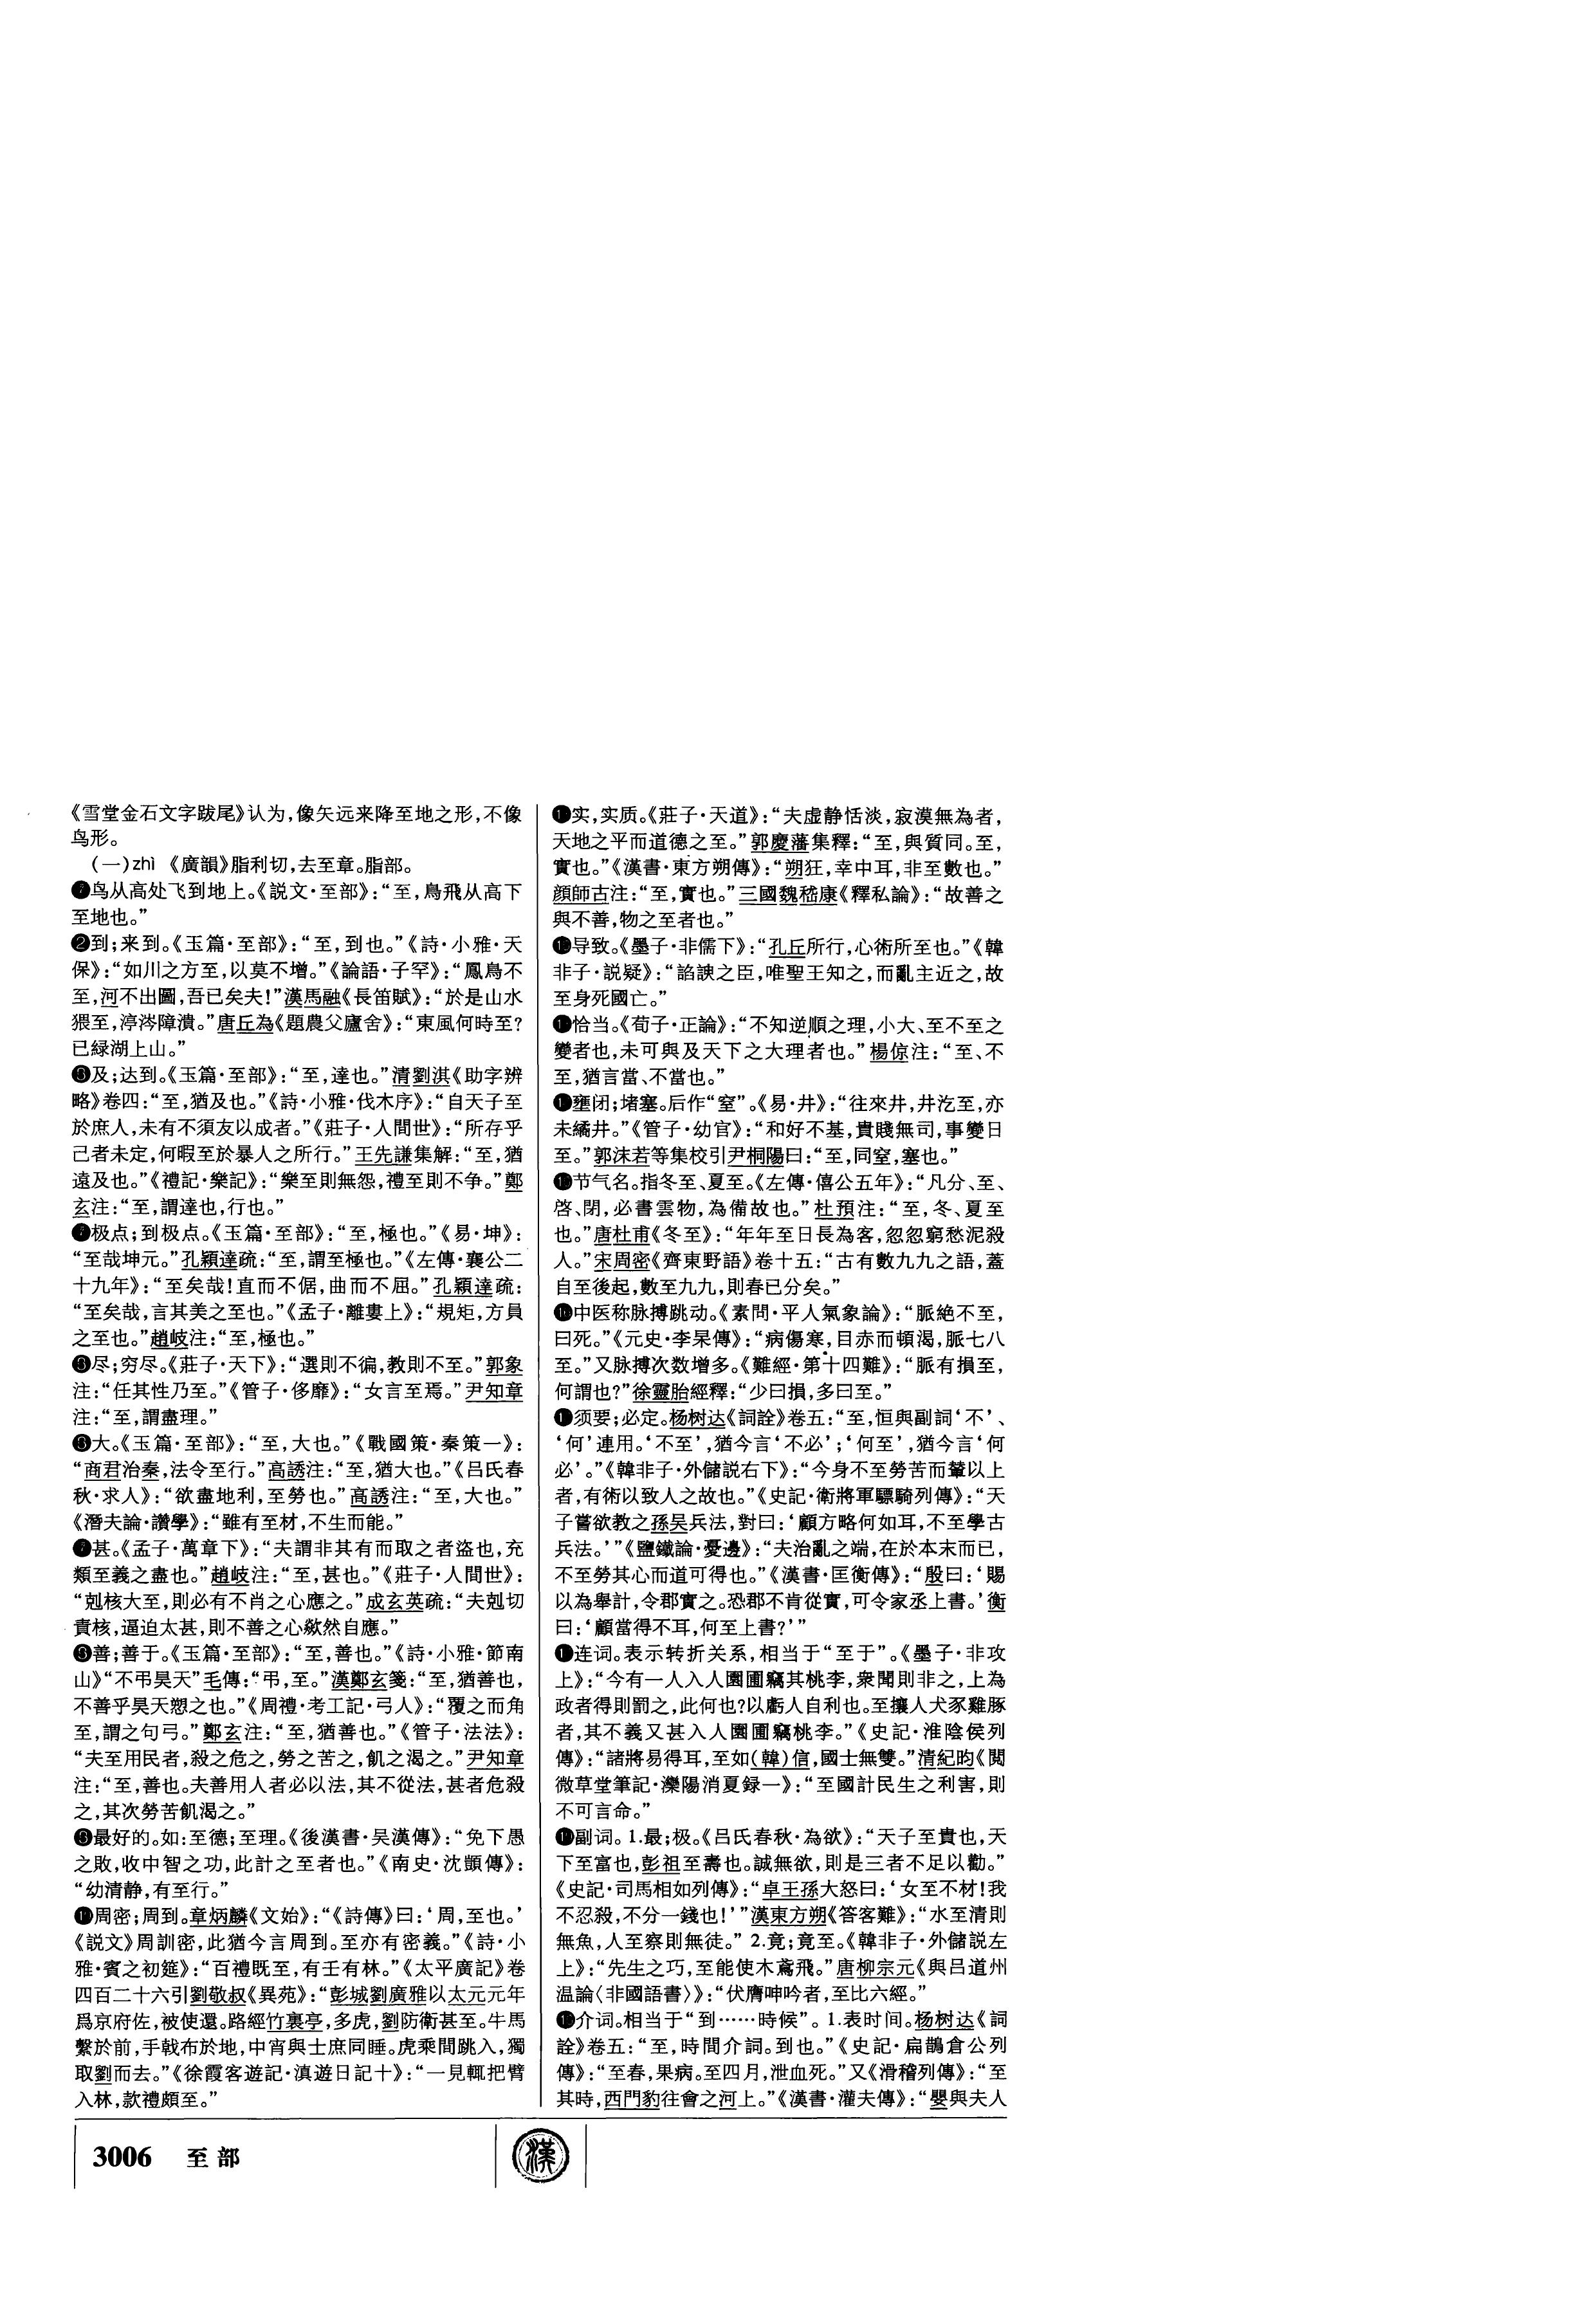 《雪堂金石文字跋尾》认为,像矢远来降至地之形,不像
鸟形。
(一)zhì 《廣韻》脂利切,去至章。脂部。
❶鸟从高处飞到地上。《説文·至部》:“至,鳥飛从高下
至地也。”
❷到;来到。《玉篇·至部》:“至,到也。”《詩·小雅·天
保》:“如川之方至,以莫不增。”《論語·子罕》:“鳳鳥不
至,河不出圖,吾已矣夫!”漢馬融《長笛賦》:“於是山水
猥至,渟涔障潰。”唐丘為《題農父廬舍》:“東風何時至?
已緑湖上山。”
❸及;达到。《玉篇·至部》:“至,達也。”清劉淇《助字辨
略》卷四:“至,猶及也。”《詩·小雅·伐木序》:“自天子至
於庶人,未有不須友以成者。”《莊子·人間世》:“所存乎
己者未定,何暇至於暴人之所行。”王先謙集解:“至,猶
遠及也。”《禮記·樂記》:“樂至則無怨,禮至則不争。”鄭
玄注:“至,謂達也,行也。”
❹极点;到极点。《玉篇·至部》:“至,極也。”《易·坤》:
“至哉坤元。”孔穎達疏:“至,謂至極也。”《左傳·襄公二
十九年》:“至矣哉!直而不倨,曲而不屈。”孔穎達疏:
“至矣哉,言其美之至也。”《孟子·離婁上》:“規矩,方員
之至也。”趙岐注:“至,極也。”
❺尽;穷尽。《莊子·天下》:“選則不徧,教則不至。”郭象
注:“任其性乃至。”《管子·侈靡》:“女言至焉。”尹知章
注:“至,謂盡理。”
❻大。《玉篇·至部》:“至,大也。”《戰國策·秦策一》:
“商君治秦,法令至行。”高誘注:“至,猶大也。”《吕氏春
秋·求人》:“欲盡地利,至勞也。”高誘注:“至,大也。”
《潛夫論·讚學》:“雖有至材,不生而能。”
❼甚。《孟子·萬章下》:“夫謂非其有而取之者盜也,充
類至義之盡也。”趙岐注:“至,甚也。”《莊子·人間世》:
“剋核大至,則必有不肖之心應之。”成玄英疏:“夫剋切
責核,逼迫太甚,則不善之心欻然自應。”
❽善;善于。《玉篇·至部》:“至,善也。”《詩·小雅·節南
山》“不弔昊天”毛傳:“弔,至。”漢鄭玄箋:“至,猶善也,
不善乎昊天愬之也。”《周禮·考工記·弓人》:“覆之而角
至,謂之句弓。”鄭玄注:“至,猶善也。”《管子·法法》:
“夫至用民者,殺之危之,勞之苦之,飢之渴之。”尹知章
注:“至,善也。夫善用人者必以法,其不從法,甚者危殺
之,其次勞苦飢渴之。”
❾最好的。如:至德;至理。《後漢書·吴漢傳》:“免下愚
之敗,收中智之功,此計之至者也。”《南史·沈顗傳》:
“幼清静,有至行。”
❿周密;周到。章炳麟《文始》:“《詩傳》曰:‘周,至也。’
《説文》周訓密,此猶今言周到。至亦有密義。”《詩·小
雅·賓之初筵》:“百禮既至,有壬有林。”《太平廣記》卷
四百二十六引劉敬叔《異苑》:“彭城劉廣雅以太元元年
爲京府佐,被使還。路經竹裏亭,多虎,劉防衛甚至。牛馬
繫於前,手戟布於地,中宵與士庶同睡。虎乘間跳入,獨
取劉而去。”《徐霞客遊記·滇遊日記十》:“一見輒把臂
入林,款禮頗至。”
⓫实,实质。《莊子·天道》:“夫虚静恬淡,寂漠無為者,
天地之平而道德之至。”郭慶藩集釋:“至,與質同。至,
實也。”《漢書·東方朔傳》:“朔狂,幸中耳,非至數也。”
顔師古注:“至,實也。”三國魏嵇康《釋私論》:“故善之
與不善,物之至者也。”
⓬导致。《墨子·非儒下》:“孔丘所行,心術所至也。”《韓
非子·説疑》:“諂諛之臣,唯聖王知之,而亂主近之,故
至身死國亡。”
⓭恰当。《荀子·正論》:“不知逆順之理,小大、至不至之
變者也,未可與及天下之大理者也。”楊倞注:“至、不
至,猶言當、不當也。”
⓮壅闭;堵塞。后作“窒”。《易·井》:“往來井,井汔至,亦
未繘井。”《管子·幼官》:“和好不基,貴賤無司,事變日
至。”郭沫若等集校引尹桐陽曰:“至,同窒,塞也。”
⓯节气名。指冬至、夏至。《左傳·僖公五年》:“凡分、至、
啓、閉,必書雲物,為備故也。”杜預注:“至,冬、夏至
也。”唐杜甫《冬至》:“年年至日長為客,忽忽窮愁泥殺
人。”宋周密《齊東野語》卷十五:“古有數九九之語,蓋
自至後起,數至九九,則春已分矣。”
⓰中医称脉搏跳动。《素問·平人氣象論》:“脈絶不至,
曰死。”《元史·李杲傳》:“病傷寒,目赤而頓渴,脈七八
至。”又脉搏次数增多。《難經·第十四難》:“脈有損至,
何謂也?”徐靈胎經釋:“少曰損,多曰至。”
⓱须要;必定。杨树达《詞詮》卷五:“至,恒與副詞‘不’、
‘何’連用。‘不至’,猶今言‘不必’;‘何至’,猶今言‘何
必’。”《韓非子·外儲説右下》:“今身不至勞苦而輦以上
者,有術以致人之故也。”《史記·衛將軍驃騎列傳》:“天
子嘗欲教之孫吴兵法,對曰:‘顧方略何如耳,不至學古
兵法。’”《鹽鐵論·憂邊》:“夫治亂之端,在於本末而已,
不至勞其心而道可得也。”《漢書·匡衡傳》:“殷曰:‘賜
以為舉計,令郡實之。恐郡不肯從實,可令家丞上書。’衡
曰:‘顧當得不耳,何至上書?’”
⓲连词。表示转折关系,相当于“至于”。《墨子·非攻
上》:“今有一人入人園圃竊其桃李,衆聞則非之,上為
政者得則罰之,此何也?以虧人自利也。至攘人犬豕雞豚
者,其不義又甚入人園圃竊桃李。”《史記·淮陰侯列
傳》:“諸將易得耳,至如(韓)信,國士無雙。”清紀昀《閲
微草堂筆記·灤陽消夏録一》:“至國計民生之利害,則
不可言命。”
⓳副词。1.最;极。《吕氏春秋·為欲》:“天子至貴也,天
下至富也,彭祖至壽也。誠無欲,則是三者不足以勸。”
《史記·司馬相如列傳》:“卓王孫大怒曰:‘女至不材!我
不忍殺,不分一錢也!’”漢東方朔《答客難》:“水至清則
無魚,人至察則無徒。” 2.竟;竟至。《韓非子·外儲説左
上》:“先生之巧,至能使木鳶飛。”唐柳宗元《與吕道州
温論〈非國語書〉》:“伏膺呻吟者,至比六經。”
⓴介词。相当于“到……時候”。1.表时间。杨树达《詞
詮》卷五:“至,時間介詞。到也。”《史記·扁鵲倉公列
傳》:“至春,果病。至四月,泄血死。”又《滑稽列傳》:“至
其時,西門豹往會之河上。”《漢書·灌夫傳》:“嬰與夫人
3006 至部
漢